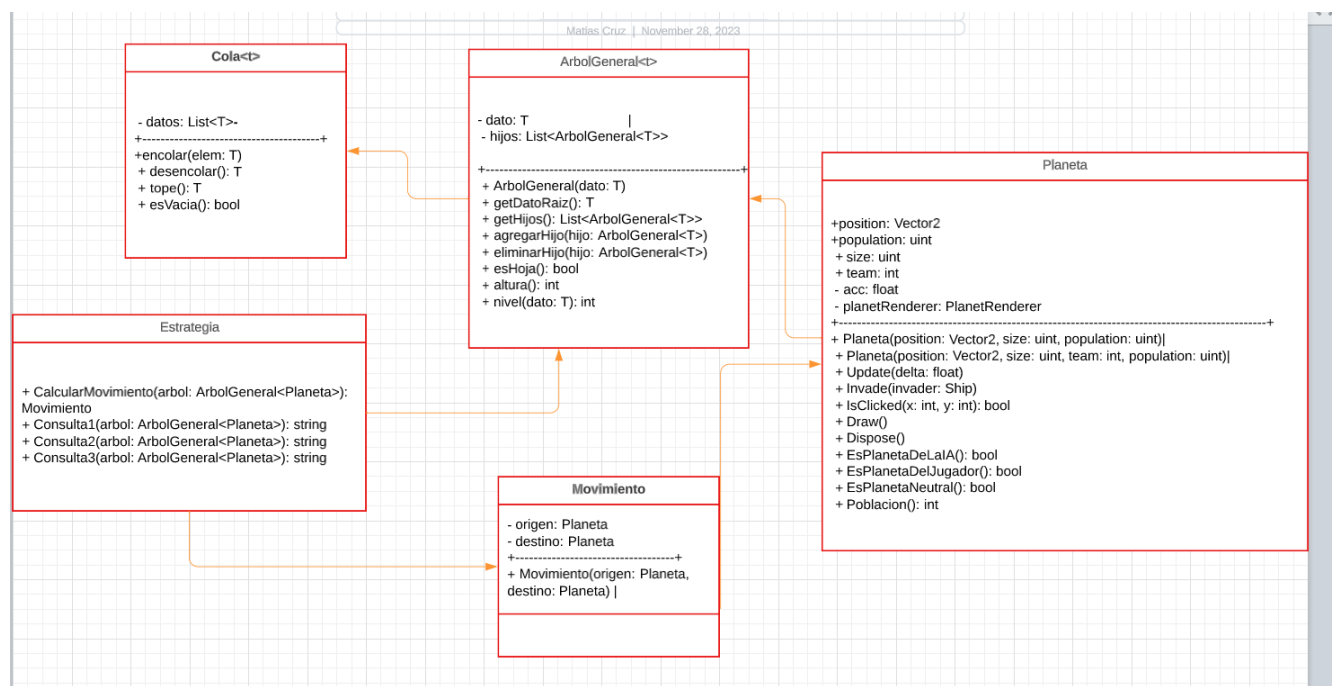 Matias Cruz | November 28, 2023
Cola<t>
- datos: List<T>-
+---------------------------------------+
+encolar(elem: T)
+ desencolar(): T
+ tope(): T
+ esVacia(): bool
ArbolGeneral<t>
- dato: T |
- hijos: List<ArbolGeneral<T>>
+--------------------------------------------------------+
+ ArbolGeneral(dato: T)
+ getDatoRaiz(): T
+ getHijos(): List<ArbolGeneral<T>>
+ agregarHijo(hijo: ArbolGeneral<T>)
+ eliminarHijo(hijo: ArbolGeneral<T>)
+ esHoja(): bool
+ altura(): int
+ nivel(dato: T): int
Planeta
+position: Vector2
+population: uint
+ size: uint
+ team: int
- acc: float
- planetRenderer: PlanetRenderer
+----------------------------------------------------------------------------------------------+
+ Planeta(position: Vector2, size: uint, population: uint)|
+ Planeta(position: Vector2, size: uint, team: int, population: uint)|
+ Update(delta: float)
+ Invade(invader: Ship)
+ IsClicked(x: int, y: int): bool
+ Draw()
+ Dispose()
+ EsPlanetaDeLaIA(): bool
+ EsPlanetaDelJugador(): bool
+ EsPlanetaNeutral(): bool
+ Poblacion(): int
Estrategia
+ CalcularMovimiento(arbol: ArbolGeneral<Planeta>):
Movimiento
+ Consulta1(arbol: ArbolGeneral<Planeta>): string
+ Consulta2(arbol: ArbolGeneral<Planeta>): string
+ Consulta3(arbol: ArbolGeneral<Planeta>): string
Movimiento
- origen: Planeta
- destino: Planeta
+-----------------------------------+
+ Movimiento(origen: Planeta,
destino: Planeta) |